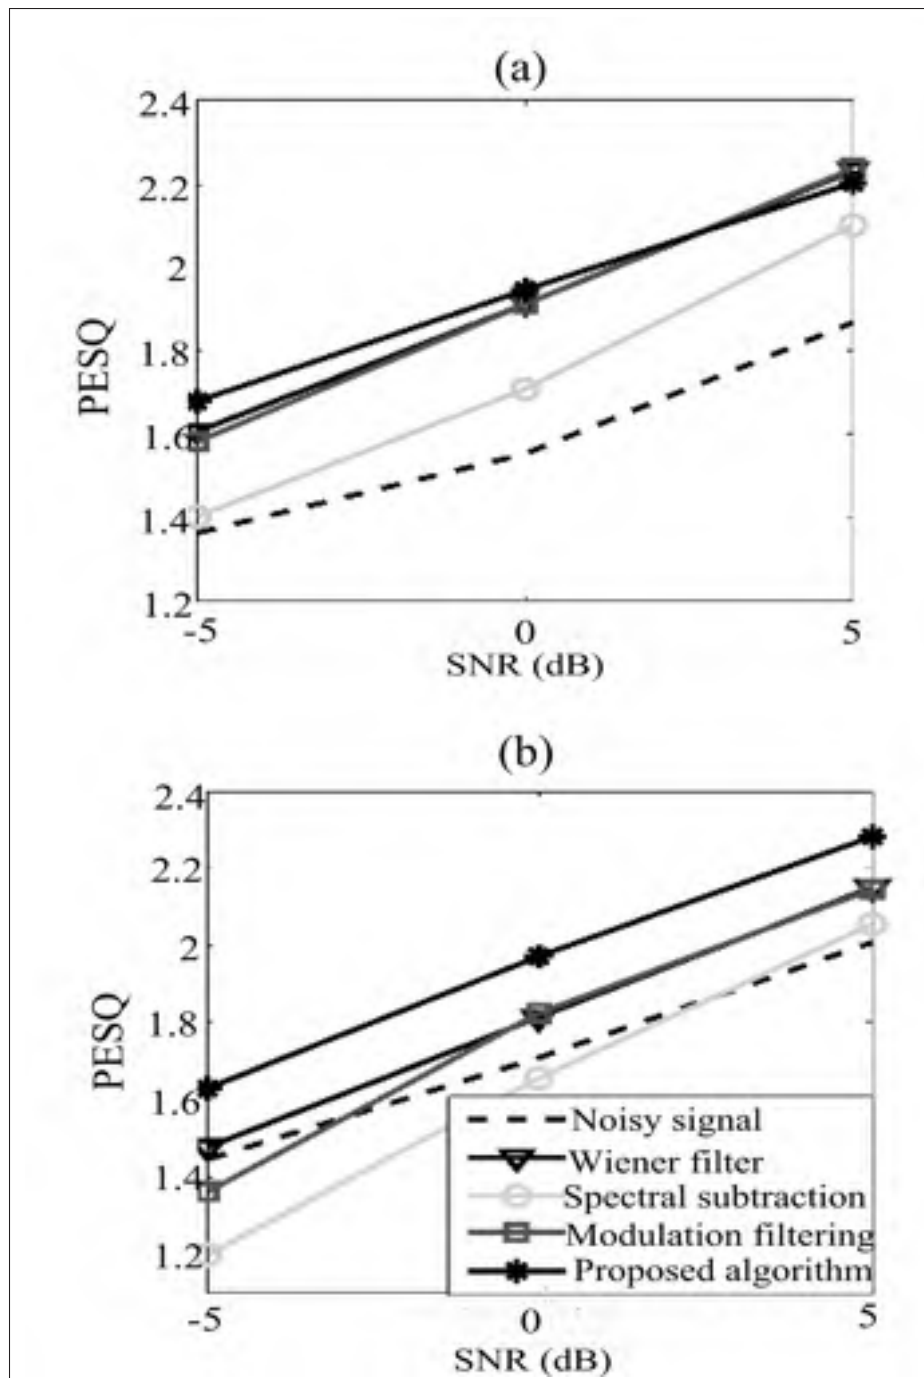 (a)
2.4
2.2
2
1.8
1.6
1.4
1.2
PESQ
-5
0
5
SNR (dB)
(b)
2.4
2.2
2
1.8
1.6
1.4
1.2
PESQ
Noisy signal
Wiener filter
Spectral subtraction
Modulation filtering
Proposed algorithm
-5
0
5
SNR (dB)